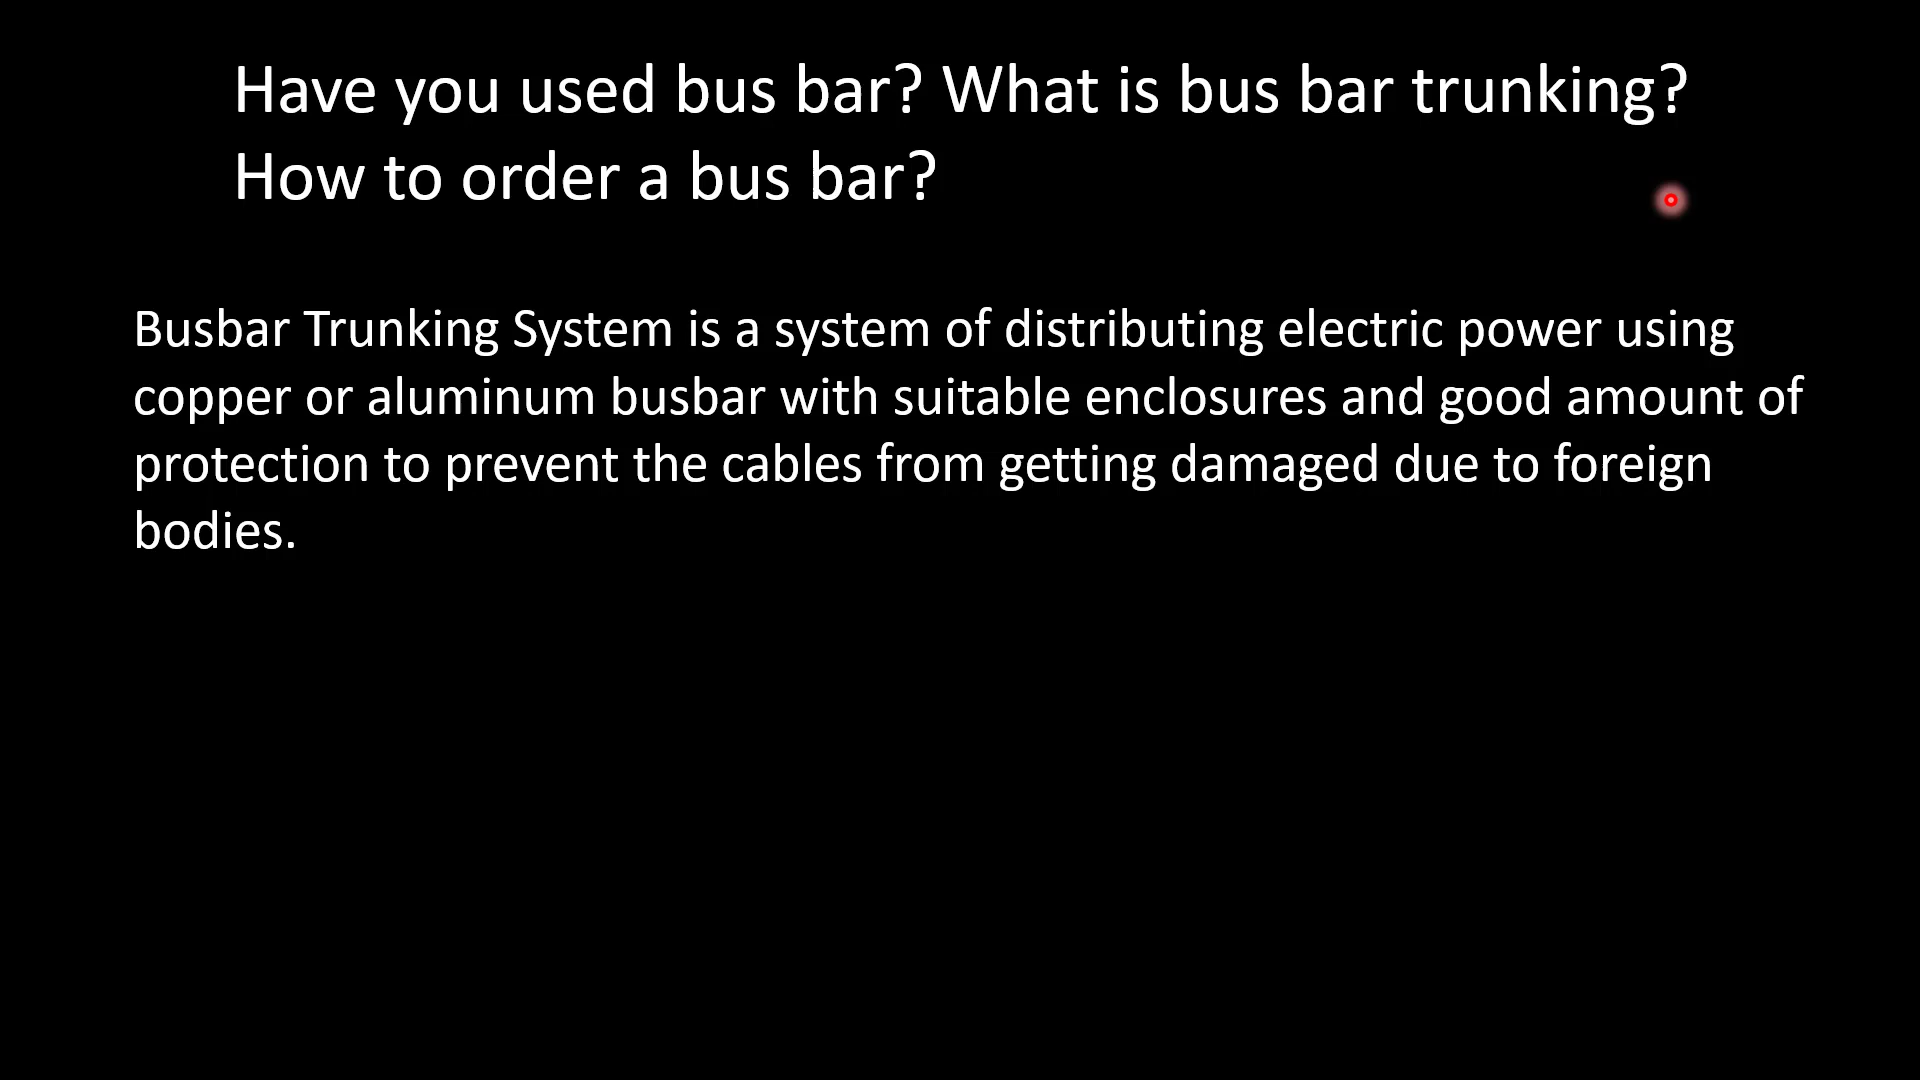 Have you used bus bar? What is bus bar trunking?
How to order a bus bar?
Busbar Trunking System is a system of distributing electric power using
copper or aluminum busbar with suitable enclosures and good amount of
protection to prevent the cables from getting damaged due to foreign
bodies.